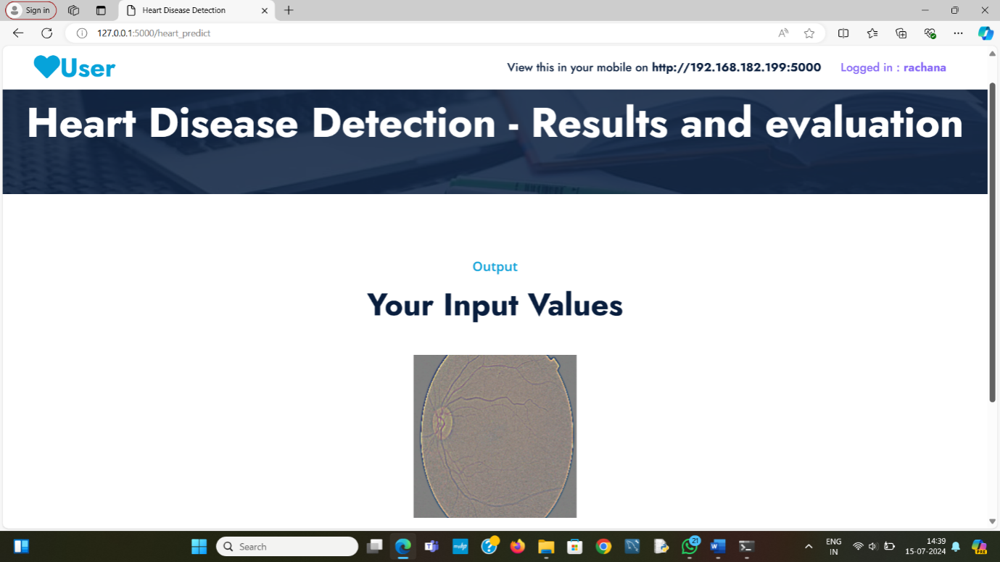 Sign in
Heart Disease Detection
127.0.0.1:5000/heart_predict
User
View this in your mobile on http://192.168.182.199:5000
Logged in : rachana
Heart Disease Detection - Results and evaluation
Output
Your Input Values
Search
21
ENG
IN
14:39
15-07-2024
PRE